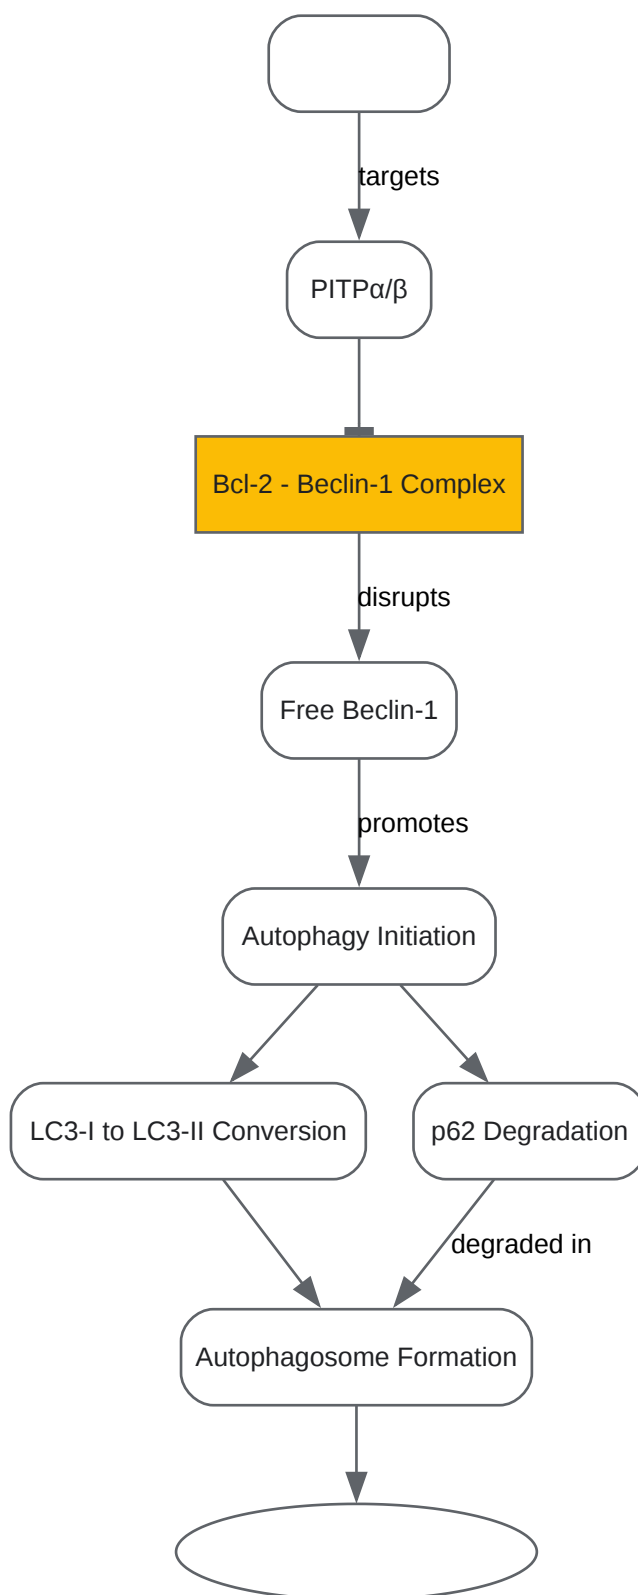 targets
PITPα/β
Bcl-2 - Beclin-1 Complex
disrupts
Free Beclin-1
promotes
Autophagy Initiation
LC3-I to LC3-II Conversion
p62 Degradation
degraded in
Autophagosome Formation